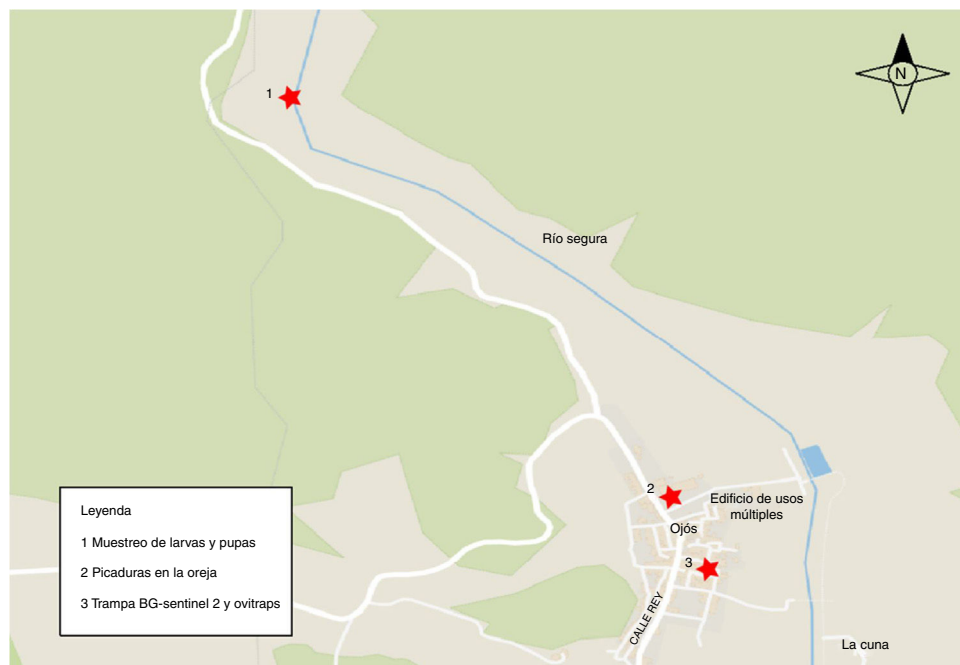 N
1
Río segura
2
Edificio de usos
múltiples
Ojós
3
CALLE REY
La cuna
Leyenda
1 Muestreo de larvas y pupas
2 Picaduras en la oreja
3 Trampa BG-sentinel 2 y ovitraps